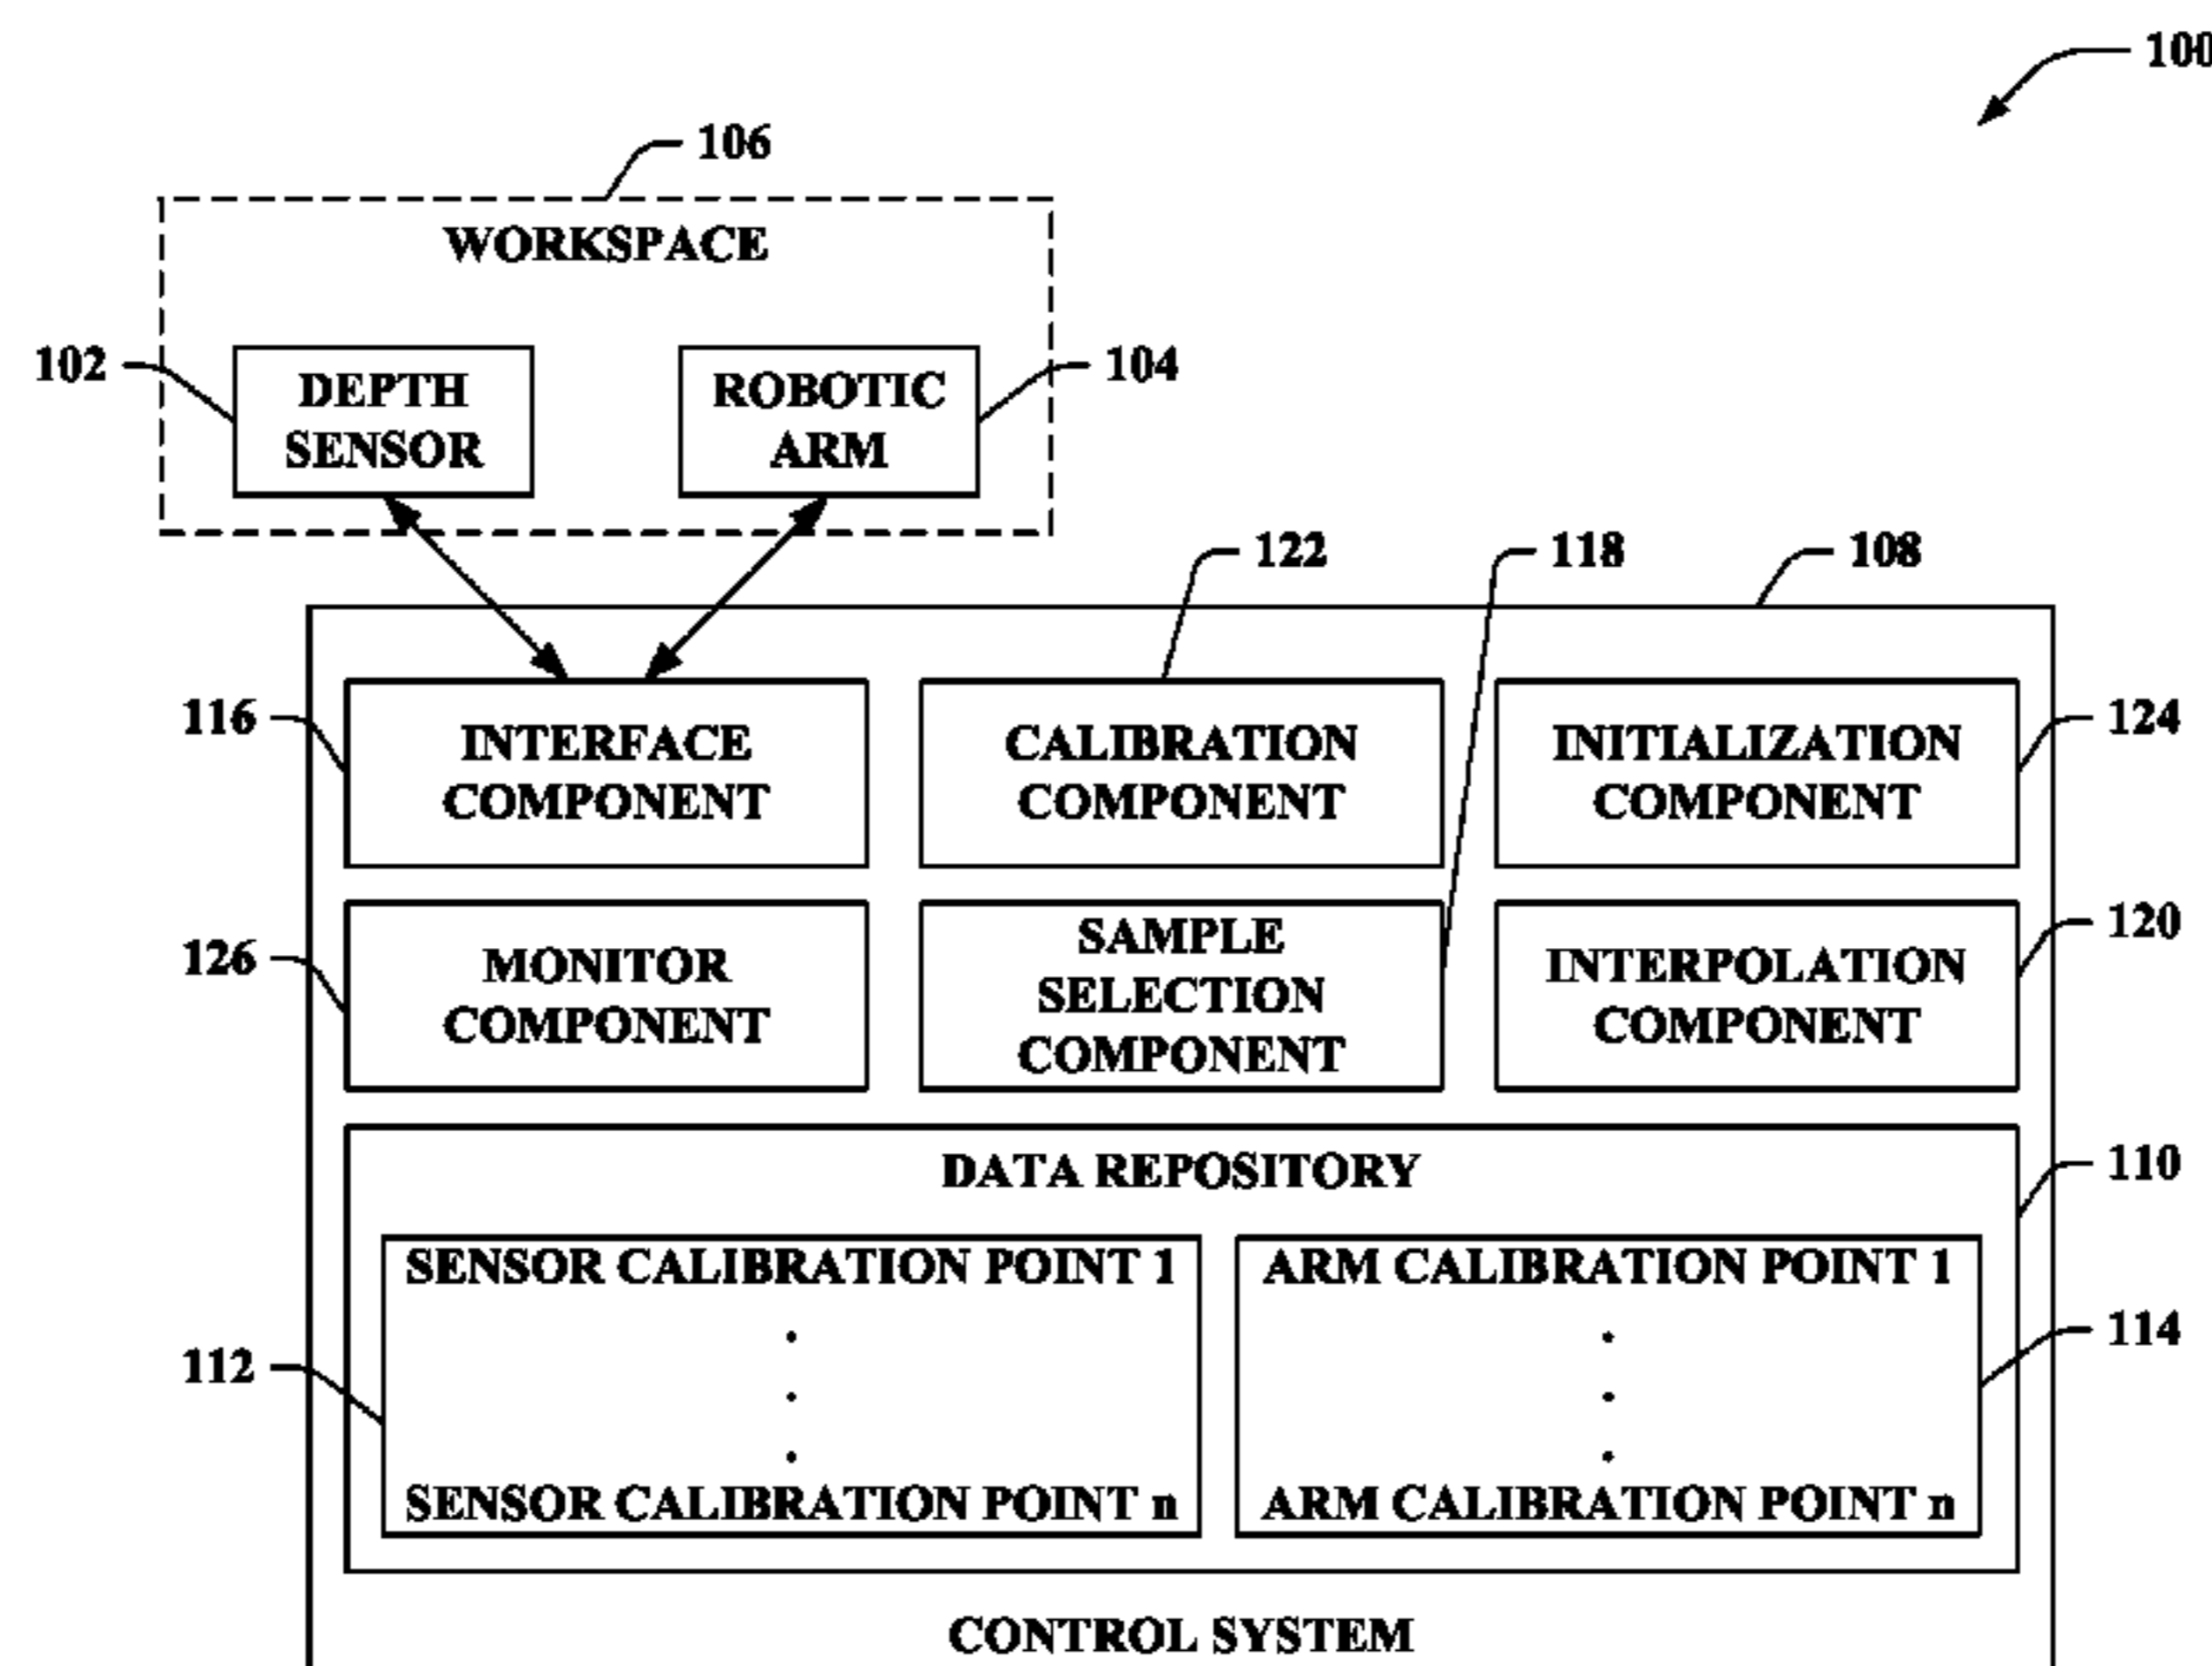 100
106
WORKSPACE
102
DEPTH
SENSOR
ROBOTIC
ARM
104
122
118
108
116
INTERFACE
COMPONENT
CALIBRATION
COMPONENT
INITIALIZATION
COMPONENT
124
126
MONITOR
COMPONENT
SAMPLE
SELECTION
COMPONENT
INTERPOLATION
COMPONENT
120
DATA REPOSITORY
110
112
SENSOR CALIBRATION POINT 1
.
.
.
SENSOR CALIBRATION POINT n
ARM CALIBRATION POINT 1
.
.
.
ARM CALIBRATION POINT n
114
CONTROL SYSTEM